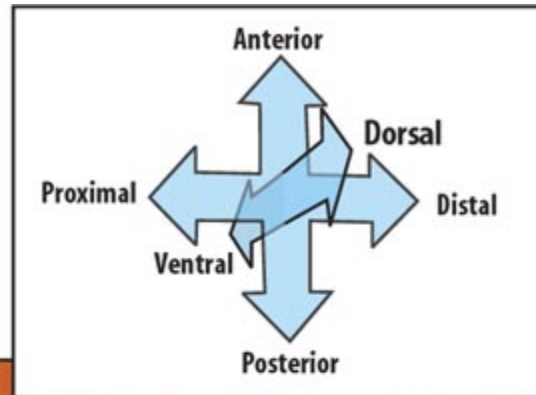 Anterior
Dorsal
Proximal
Distal
Ventral
Posterior